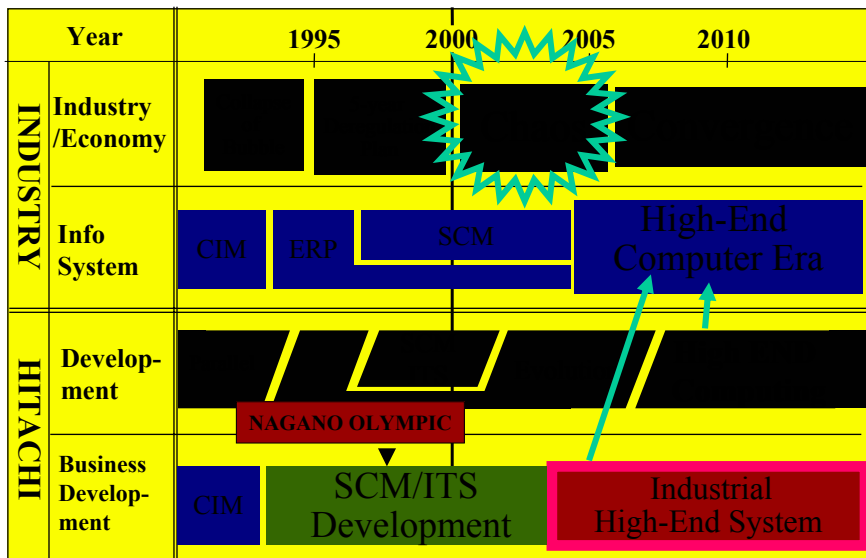 Year
1995
2000
2005
2010
INDUSTRY
Industry
/Economy
Info
System
CIM
ERP
SCM
High-End
Computer Era
HITACHI
Develop-
ment
NAGANO OLYMPIC
Business
Develop-
ment
CIM
SCM/ITS
Development
Industrial
High-End System